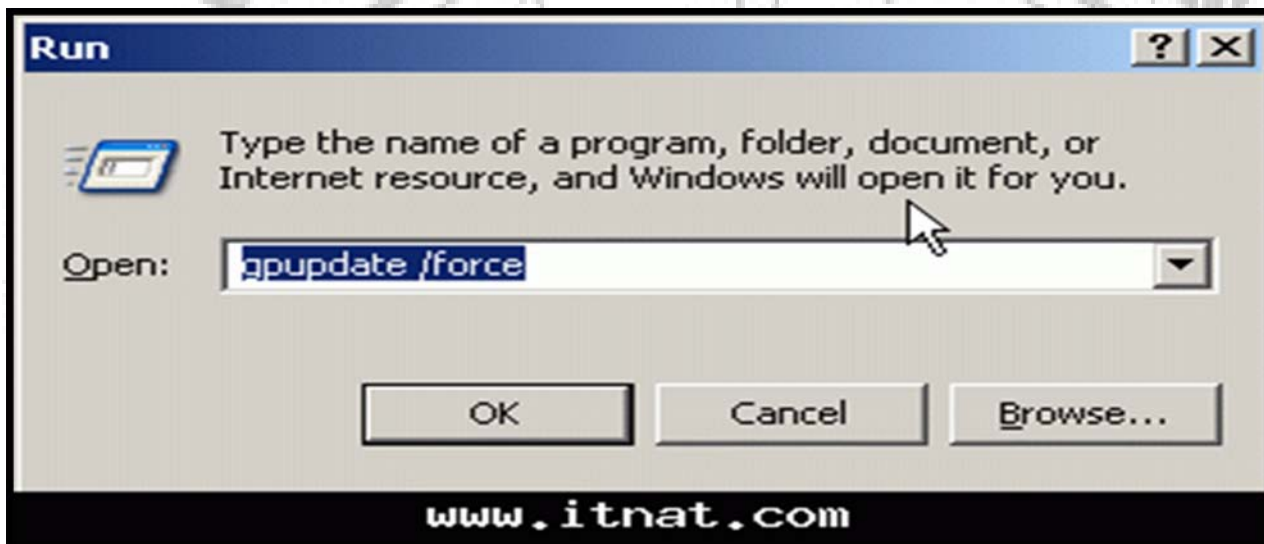 Run
Type the name of a program, folder, document, or
Internet resource, and Windows will open it for you.
Open:
gpupdate /force
OK
Cancel
Browse...
www.itnat.com